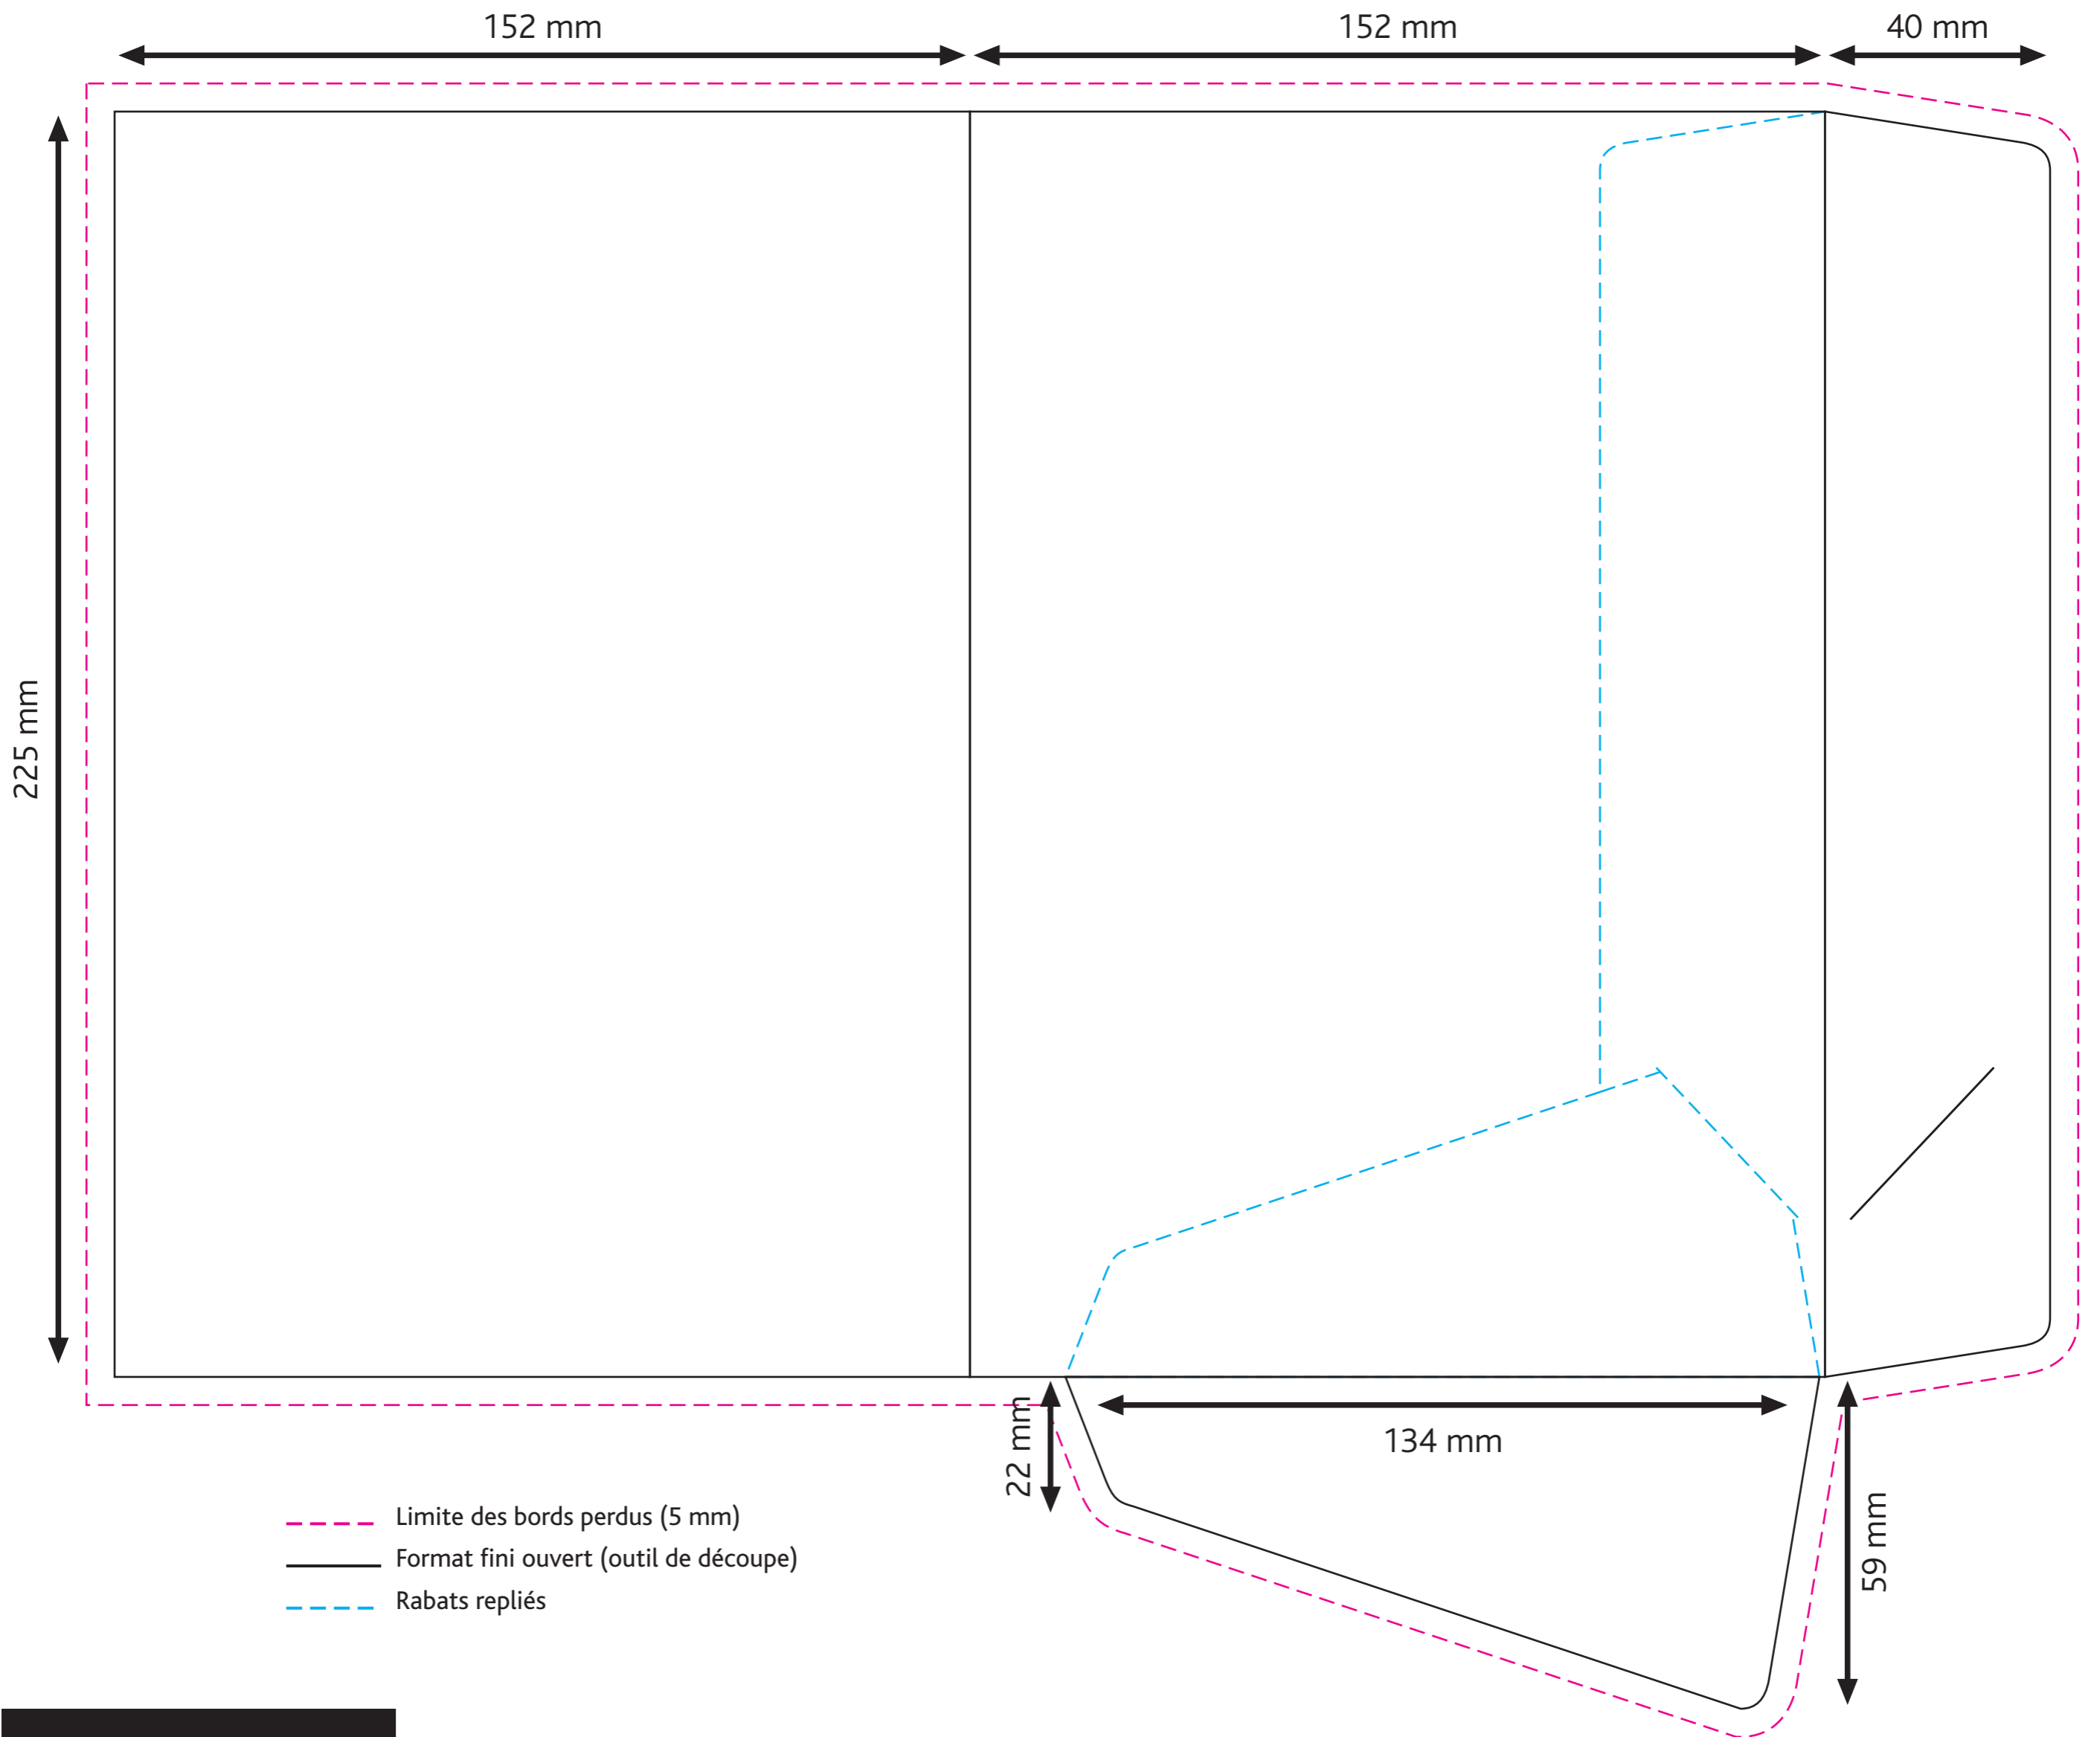 152 mm
152 mm
40 mm
225 mm
22 mm
134 mm
59 mm
Limite des bords perdus (5 mm)
Format fini ouvert (outil de découpe)
Rabats repliés